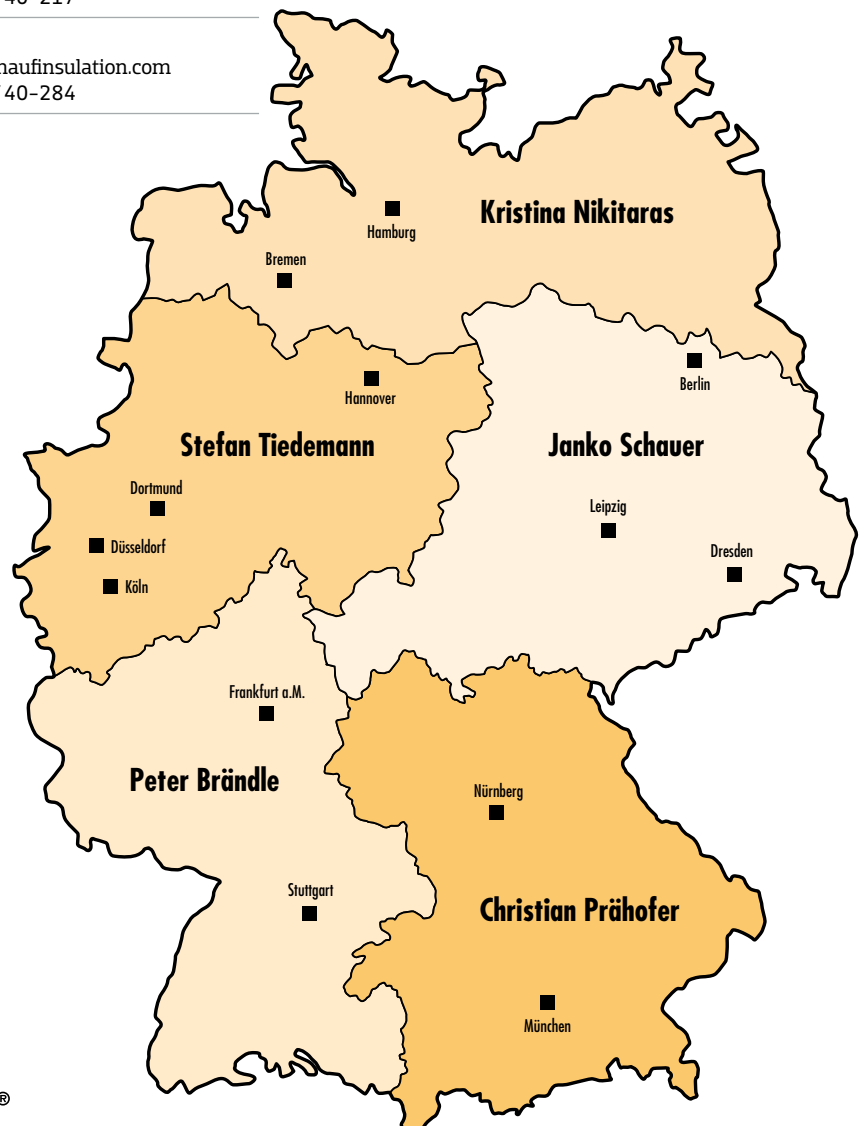 naufinsulation.com
40-284
Kristina Nikitaras
Hamburg
Bremen
Hannover
Berlin
Stefan Tiedemann
Janko Schauer
Dortmund
Leipzig
Düsseldorf
Dresden
Köln
Frankfurt a.M.
Peter Brändle
Nürnberg
Stuttgart
Christian Prähofer
München
®